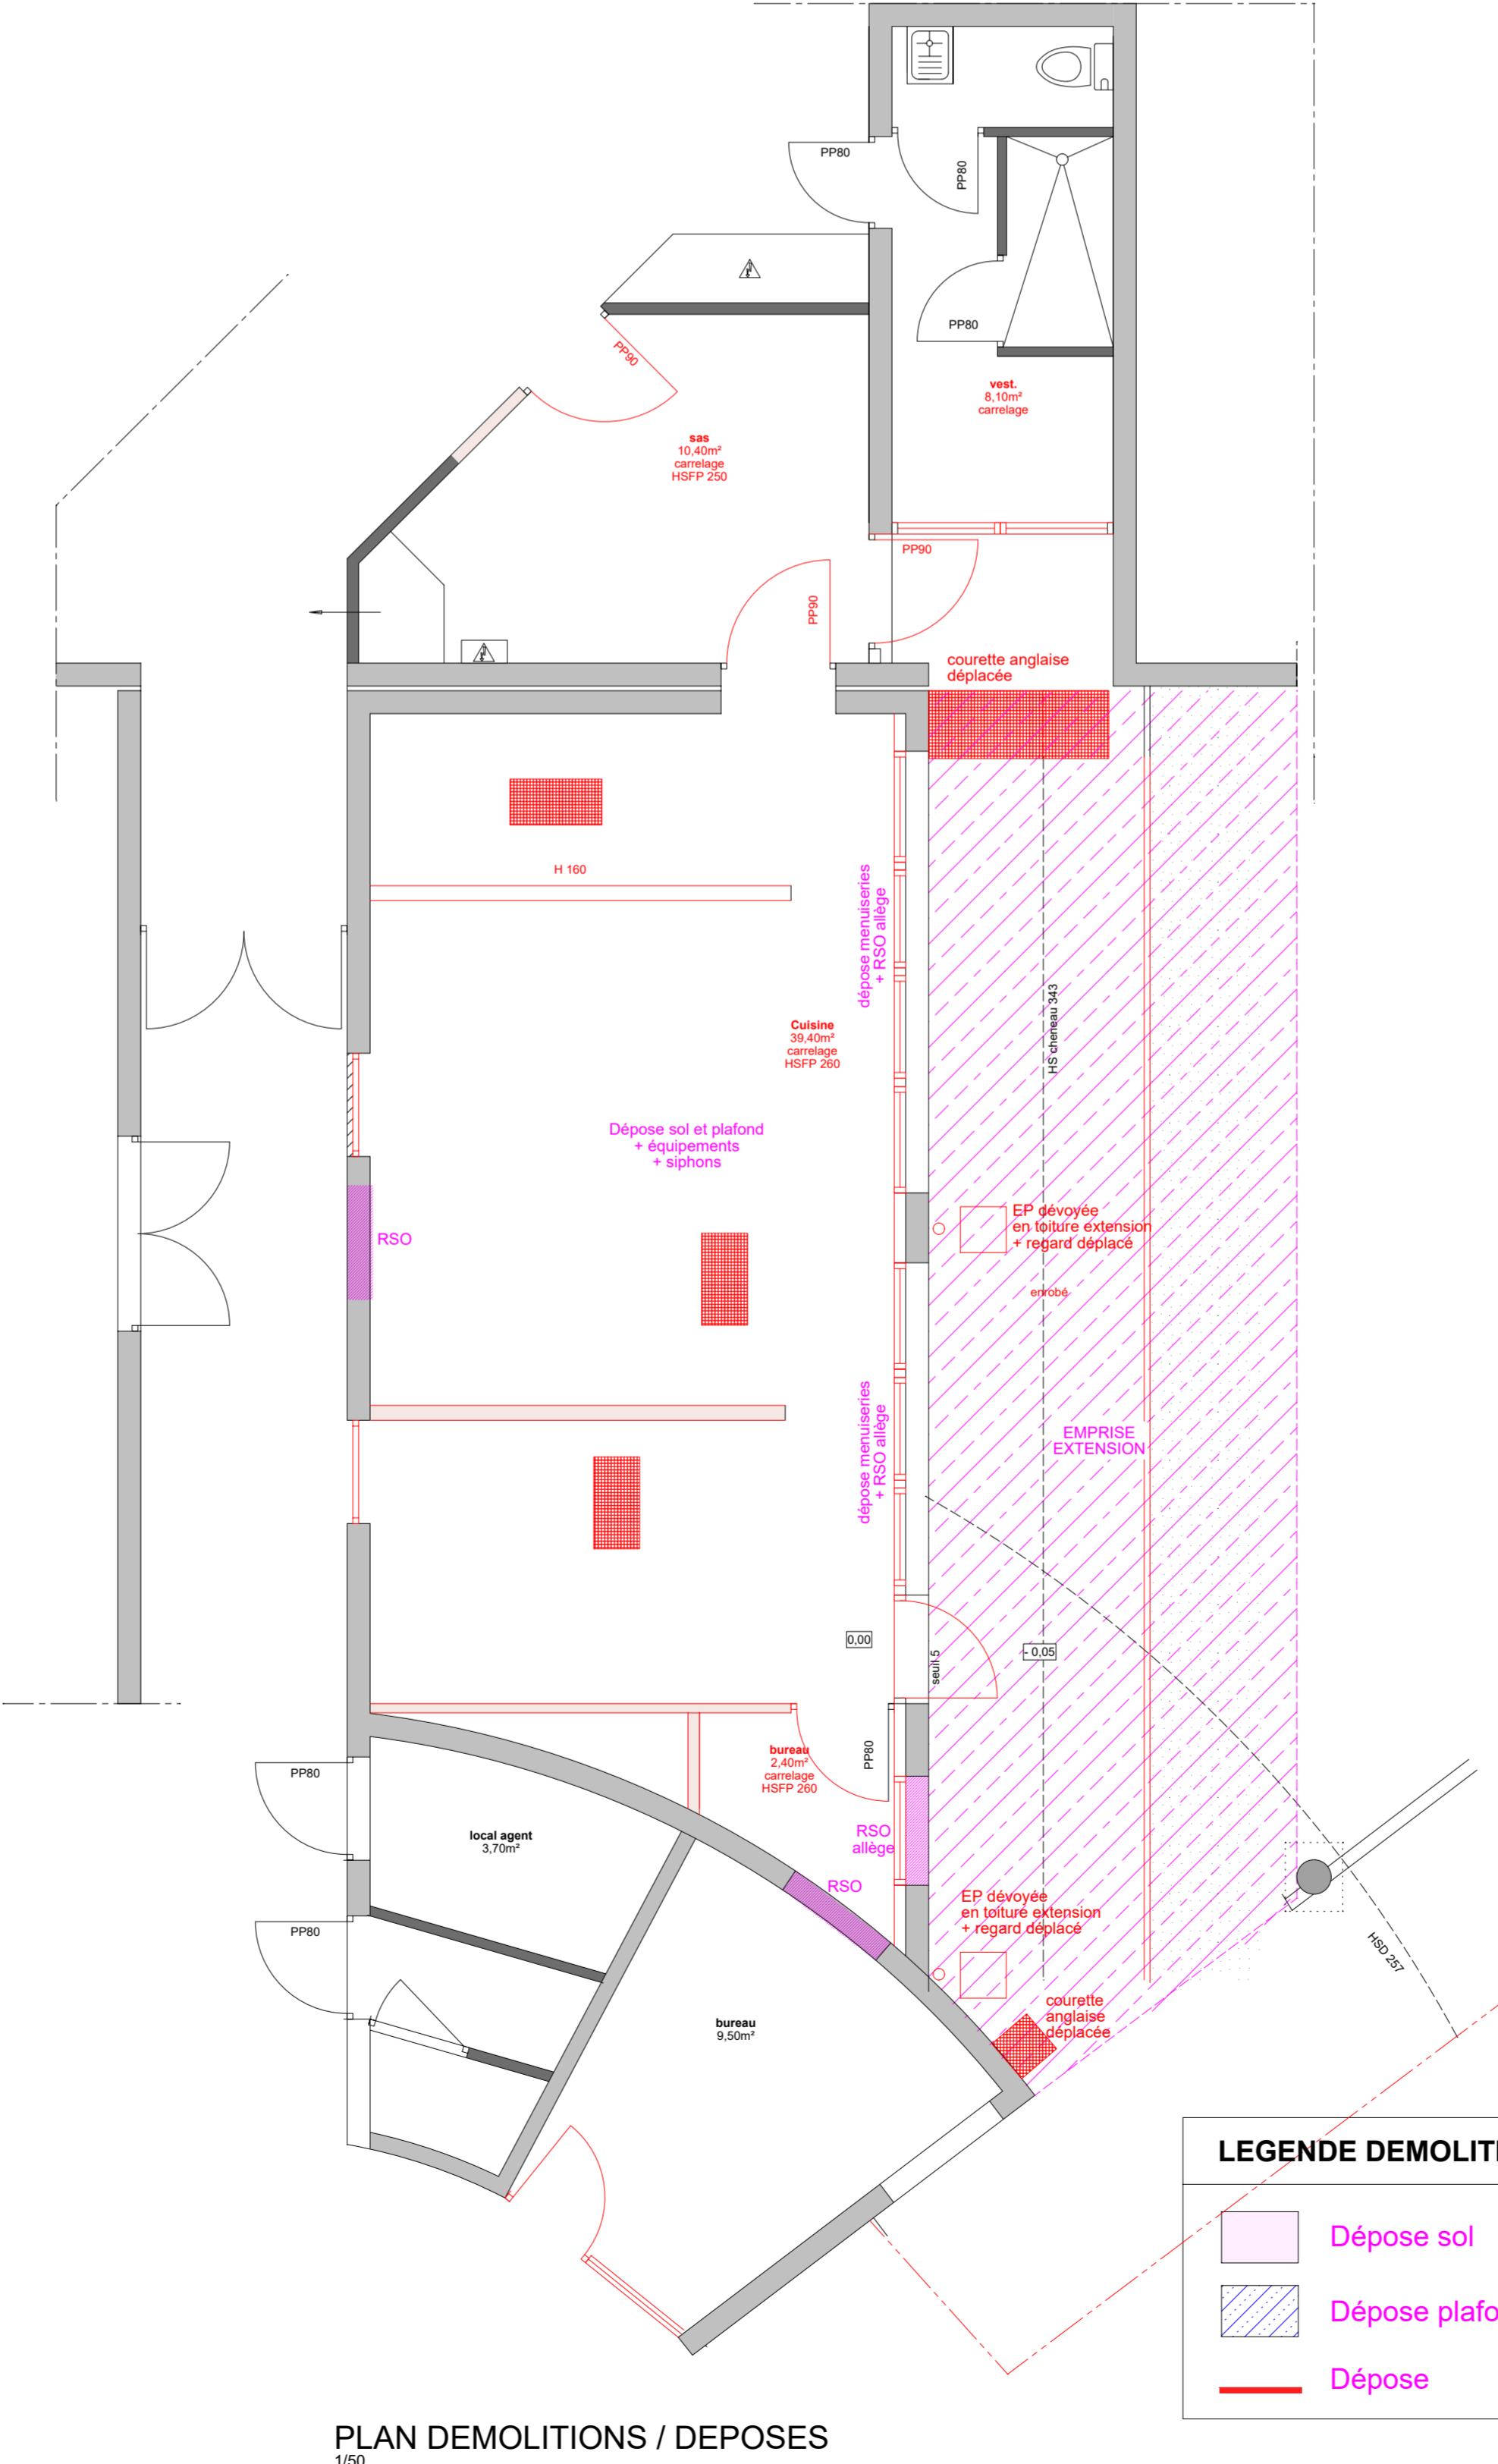 PP80
PP80
PP80
PP90
vest.
8,10m²
carrelage
sas
10,40m²
carrelage
HSFP 250
PP90
PP90
courette anglaise
déplacée
H 160
dépose menuiseries
+ RSO allège
HS cheneau 343
Cuisine
39,40m²
carrelage
HSFP 260
Dépose sol et plafond
+ équipements
+ siphons
RSO
EP dévoyée
en toiture extension
+ regard déplacé
enrobé
dépose menuiseries
+ RSO allège
EMPRISE
EXTENSION
0,00
seuil 5
- 0,05
bureau
2,40m²
carrelage
HSFP 260
PP80
PP80
local agent
3,70m²
RSO
allège
RSO
EP dévoyée
en toiture extension
+ regard déplacé
PP80
HSD 257
courette
anglaise
déplacée
bureau
9,50m²
LEGENDE DEMOLITI
Dépose sol
Dépose plafo
Dépose
PLAN DEMOLITIONS / DEPOSES
1/50